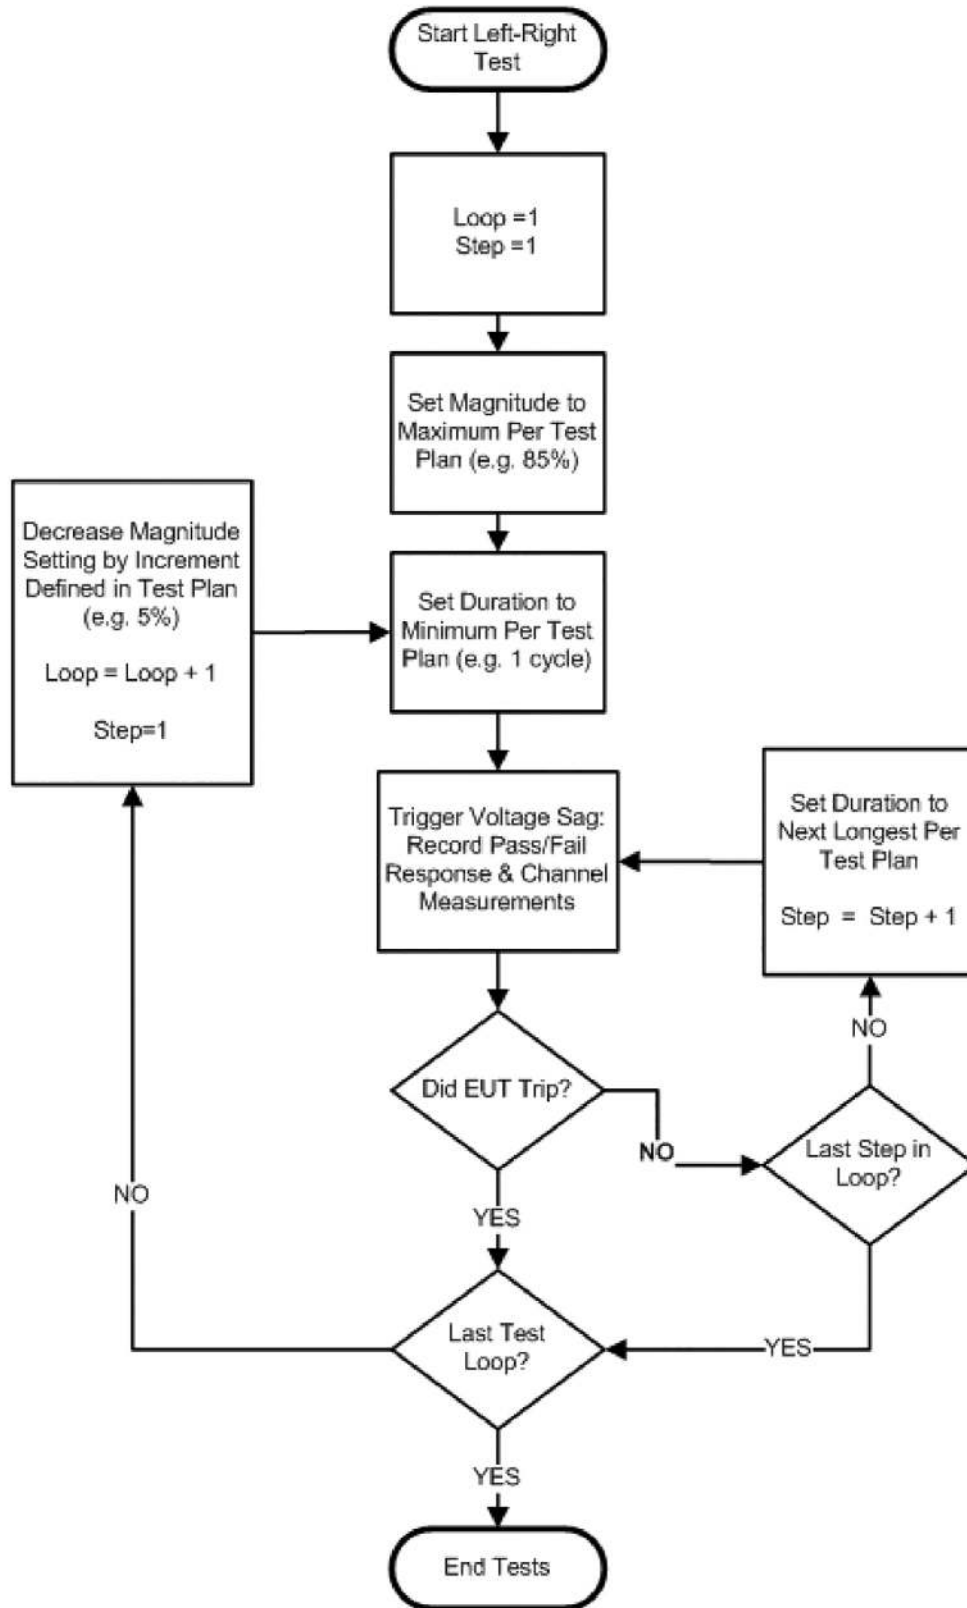 Start Left-Right
Test
Loop =1
Step =1
Set Magnitude to
Maximum Per Test
Plan (e.g. 85%)
Decrease Magnitude
Setting by Increment
Defined in Test Plan
(e.g. 5%)
Loop = Loop + 1
Step=1
Set Duration to
Minimum Per Test
Plan (e.g. 1 cycle)
Trigger Voltage Sag:
Record Pass/Fail
Response & Channel
Measurements
Set Duration to
Next Longest Per
Test Plan
Step = Step + 1
NO
Did EUT Trip?
NO
Last Step in
Loop?
NO
YES
Last Test
Loop?
YES
YES
End Tests